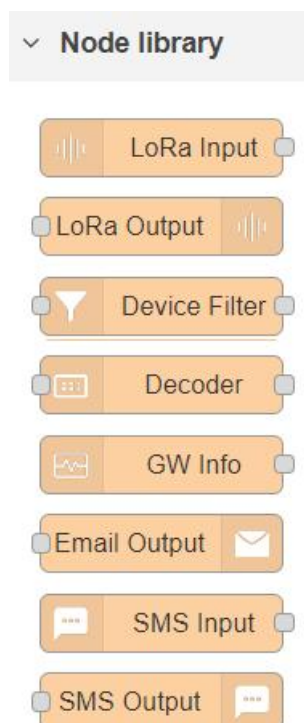 Node library
LoRa Input
LoRa Output
Device Filter
Decoder
GW Info
Email Output
SMS Input
SMS Output